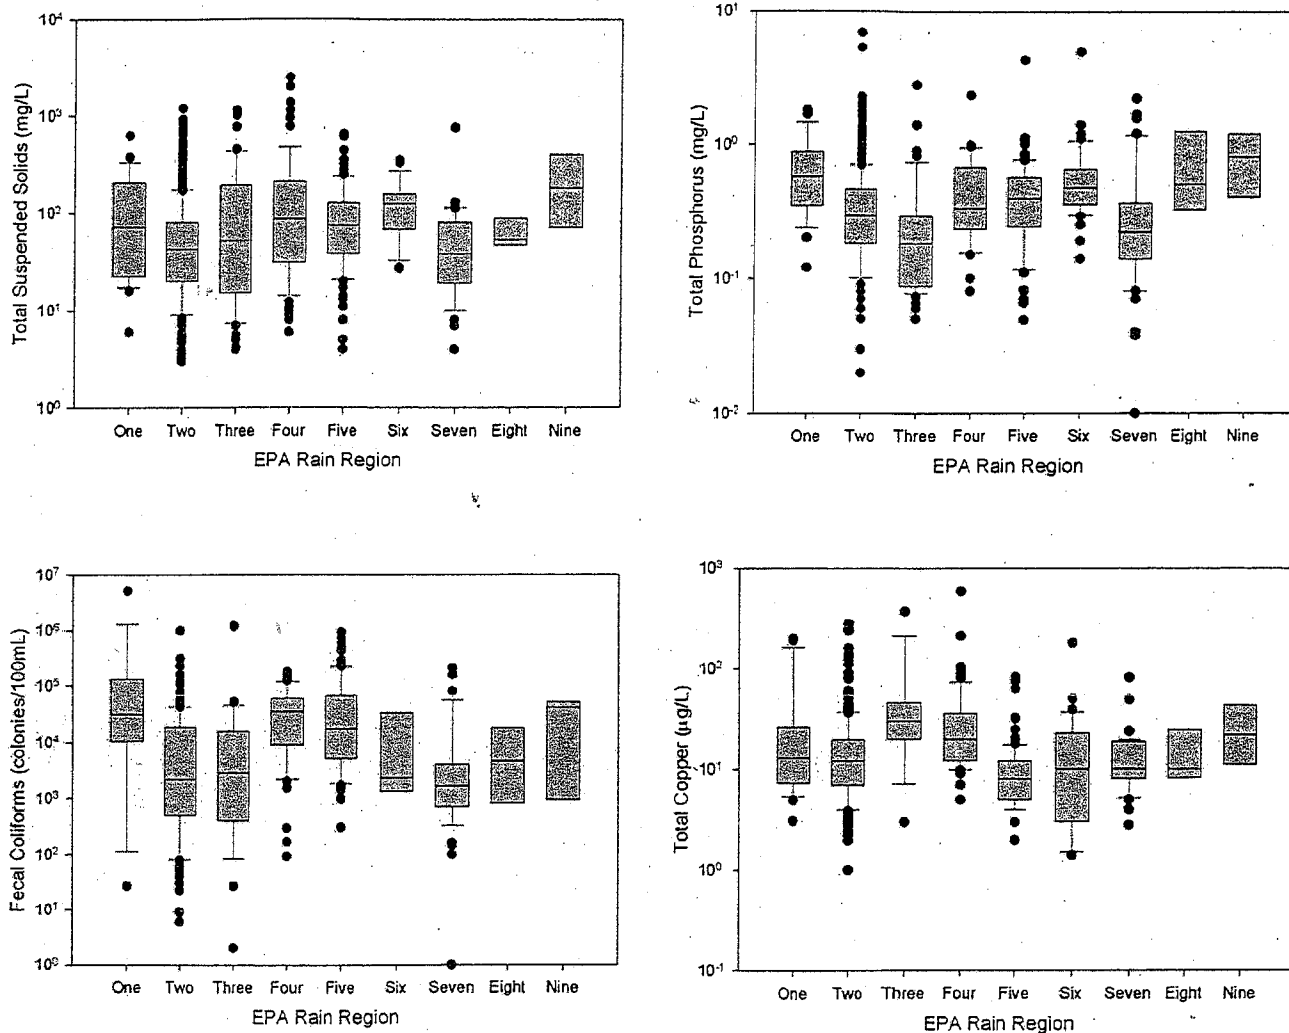 Total Suspended Solids (mg/L)
10⁴
10³
10²
10¹
10⁰
One Two Three Four Five Six Seven Eight Nine
EPA Rain Region
Total Phosphorus (mg/L)
10¹
10⁰
10⁻¹
10⁻²
One Two Three Four Five Six Seven Eight Nine
EPA Rain Region
Fecal Coliforms (colonies/100mL)
10⁷
10⁶
10⁵
10⁴
10³
10²
10¹
10⁰
One Two Three Four Five Six Seven Eight Nine
EPA Rain Region
Total Copper (µg/L)
10³
10²
10¹
10⁰
10⁻¹
One Two Three Four Five Six Seven Eight Nine
EPA Rain Region